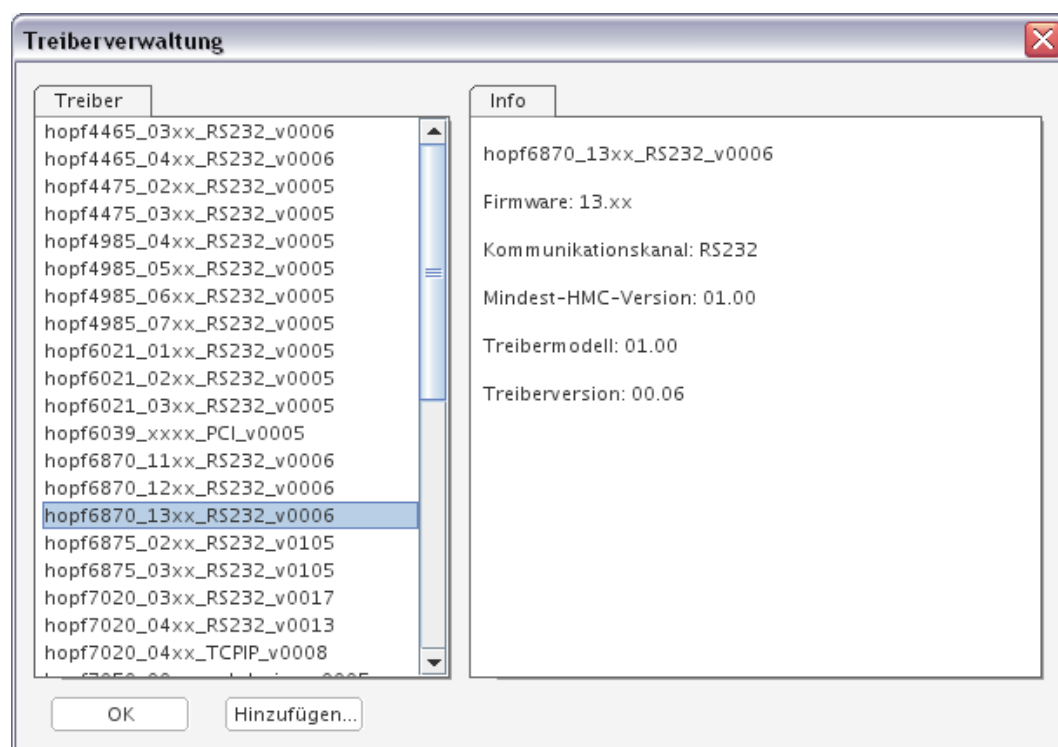 Treiberverwaltung
Treiber
hopf4465_03xx_RS232_v0006
hopf4465_04xx_RS232_v0006
hopf4475_02xx_RS232_v0005
hopf4475_03xx_RS232_v0005
hopf4985_04xx_RS232_v0005
hopf4985_05xx_RS232_v0005
hopf4985_06xx_RS232_v0005
hopf4985_07xx_RS232_v0005
hopf6021_01xx_RS232_v0005
hopf6021_02xx_RS232_v0005
hopf6021_03xx_RS232_v0005
hopf6039_xxxx_PCI_v0005
hopf6870_11xx_RS232_v0006
hopf6870_12xx_RS232_v0006
hopf6870_13xx_RS232_v0006
hopf6875_02xx_RS232_v0105
hopf6875_03xx_RS232_v0105
hopf7020_03xx_RS232_v0017
hopf7020_04xx_RS232_v0013
hopf7020_04xx_TCPIP_v0008
Info
hopf6870_13xx_RS232_v0006
Firmware: 13.xx
Kommunikationskanal: RS232
Mindest-HMC-Version: 01.00
Treibermodell: 01.00
Treiberversion: 00.06
OK
Hinzufügen...